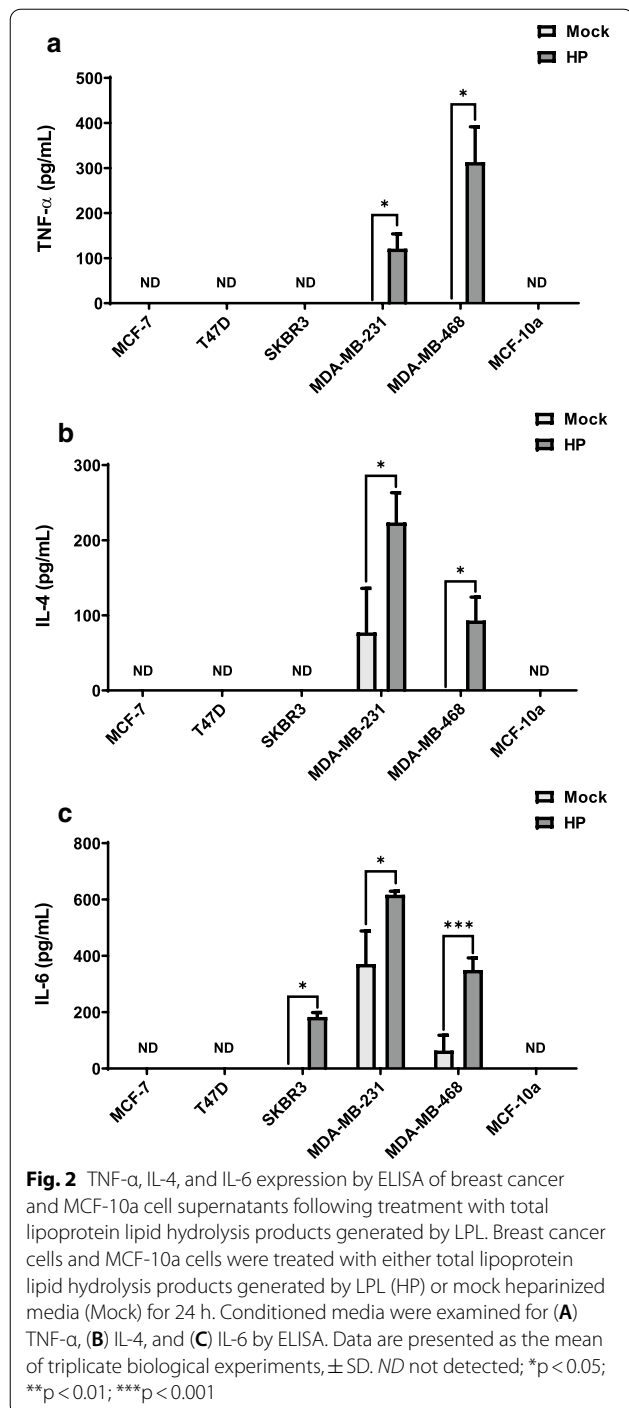 a
Mock
HP
500
400
300
200
100
0
TNF-α (pg/mL)
*
*
ND
ND
ND
ND
MCF-7
T47D
SKBR3
MDA-MB-231
MDA-MB-468
MCF-10a
b
Mock
HP
300
200
100
0
IL-4 (pg/mL)
*
*
ND
ND
ND
ND
MCF-7
T47D
SKBR3
MDA-MB-231
MDA-MB-468
MCF-10a
c
Mock
HP
800
600
400
200
0
IL-6 (pg/mL)
*
*
***
ND
ND
ND
MCF-7
T47D
SKBR3
MDA-MB-231
MDA-MB-468
MCF-10a
Fig. 2 TNF-α, IL-4, and IL-6 expression by ELISA of breast cancer
and MCF-10a cell supernatants following treatment with total
lipoprotein lipid hydrolysis products generated by LPL. Breast cancer
cells and MCF-10a cells were treated with either total lipoprotein
lipid hydrolysis products generated by LPL (HP) or mock heparinized
media (Mock) for 24 h. Conditioned media were examined for (A)
TNF-α, (B) IL-4, and (C) IL-6 by ELISA. Data are presented as the mean
of triplicate biological experiments, ± SD. ND not detected; *p < 0.05;
**p < 0.01; ***p < 0.001